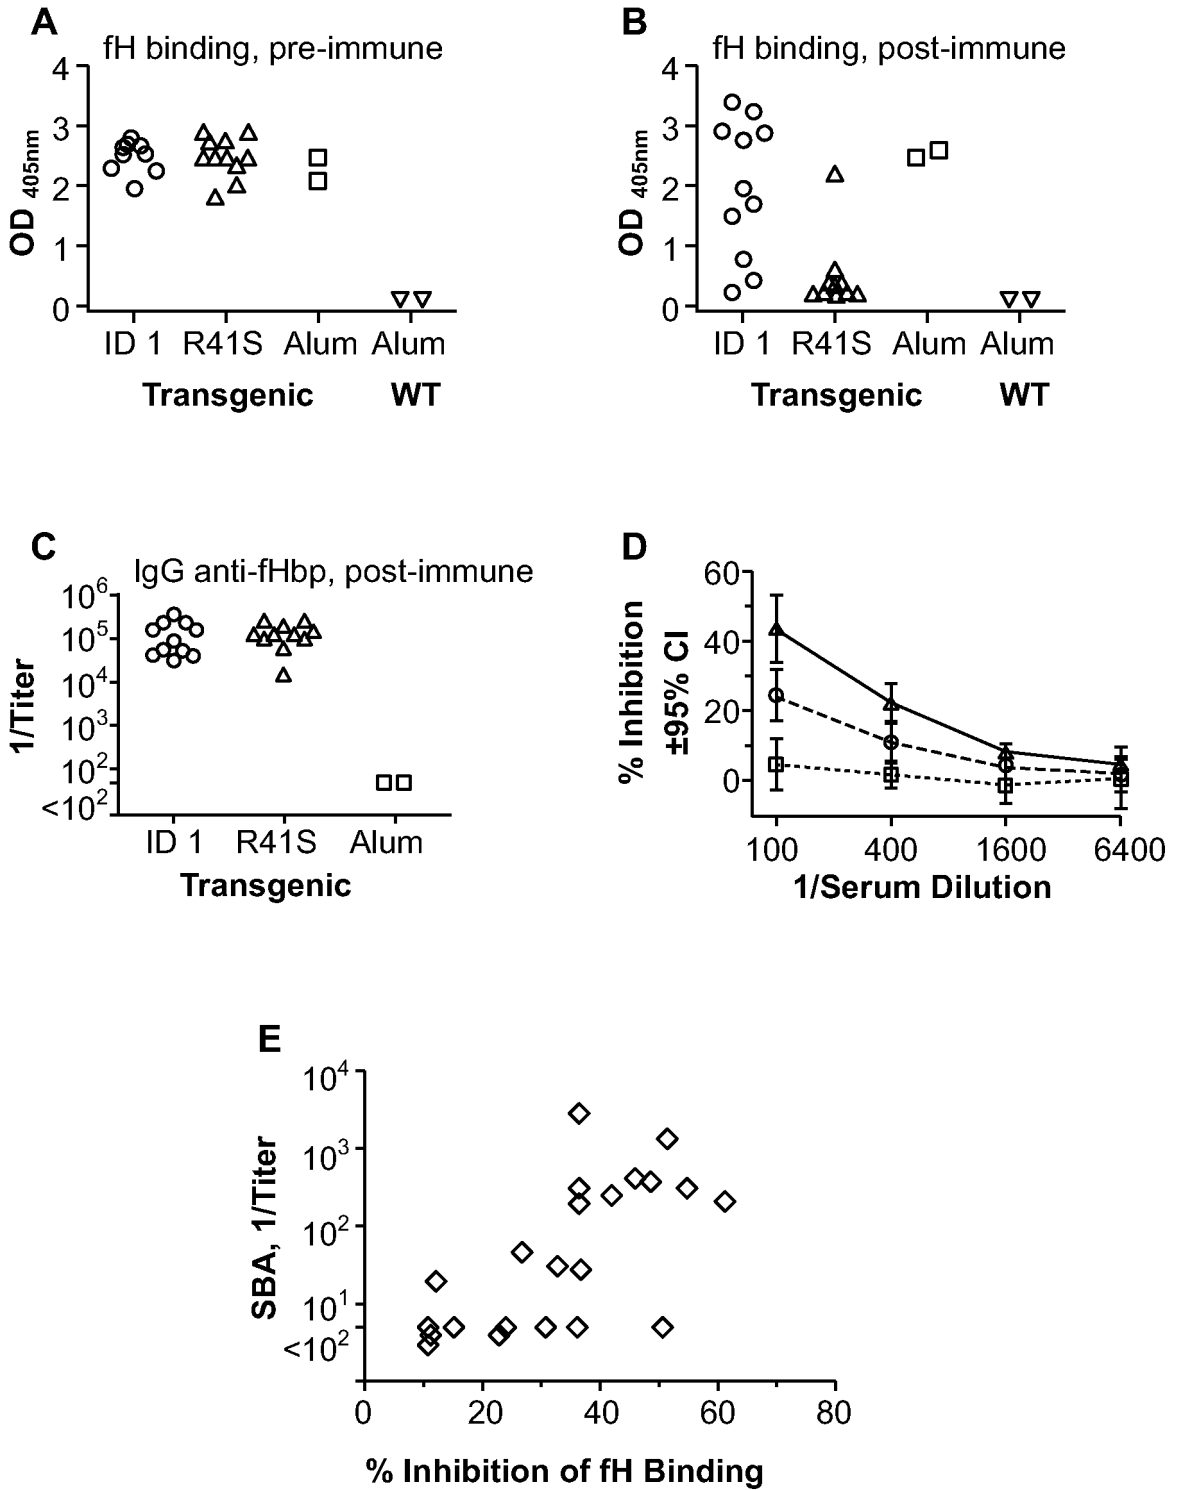 A
fH binding, pre-immune
4
3
2
1
0
OD 405nm
ID 1 R41S Alum Alum
Transgenic WT
B
fH binding, post-immune
4
3
2
1
0
OD 405nm
ID 1 R41S Alum Alum
Transgenic WT
C
IgG anti-fHbp, post-immune
10^6
10^5
10^4
10^3
10^2
<10^2
1/Titer
ID 1 R41S Alum
Transgenic
D
60
40
20
0
% Inhibition
±95% CI
100 400 1600 6400
1/Serum Dilution
E
10^4
10^3
10^2
10^1
<10^2
SBA, 1/Titer
0 20 40 60 80
% Inhibition of fH Binding